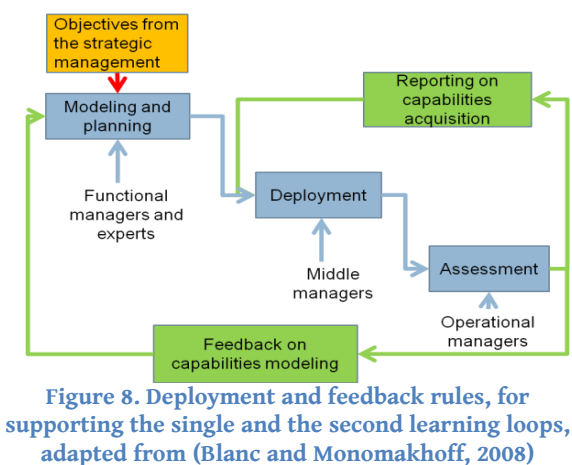 Objectives from
the strategic
management
Modeling and
planning
Reporting on
capabilities
acquisition
Functional
managers and
experts
Deployment
Middle
managers
Assessment
Operational
managers
Feedback on
capabilities modeling
Figure 8. Deployment and feedback rules, for
supporting the single and the second learning loops,
adapted from (Blanc and Monomakhoff, 2008)